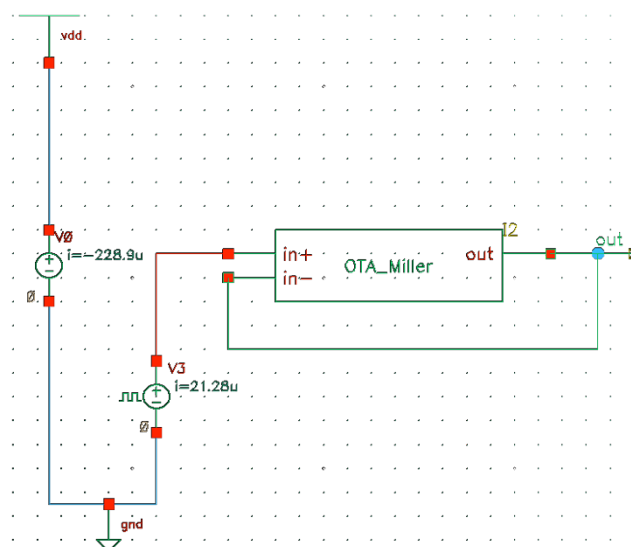 vdd
V0
i=-228.9u
0
I2
in+
in-
OTA_Miller
out
out
V3
i=21.28u
0
gnd